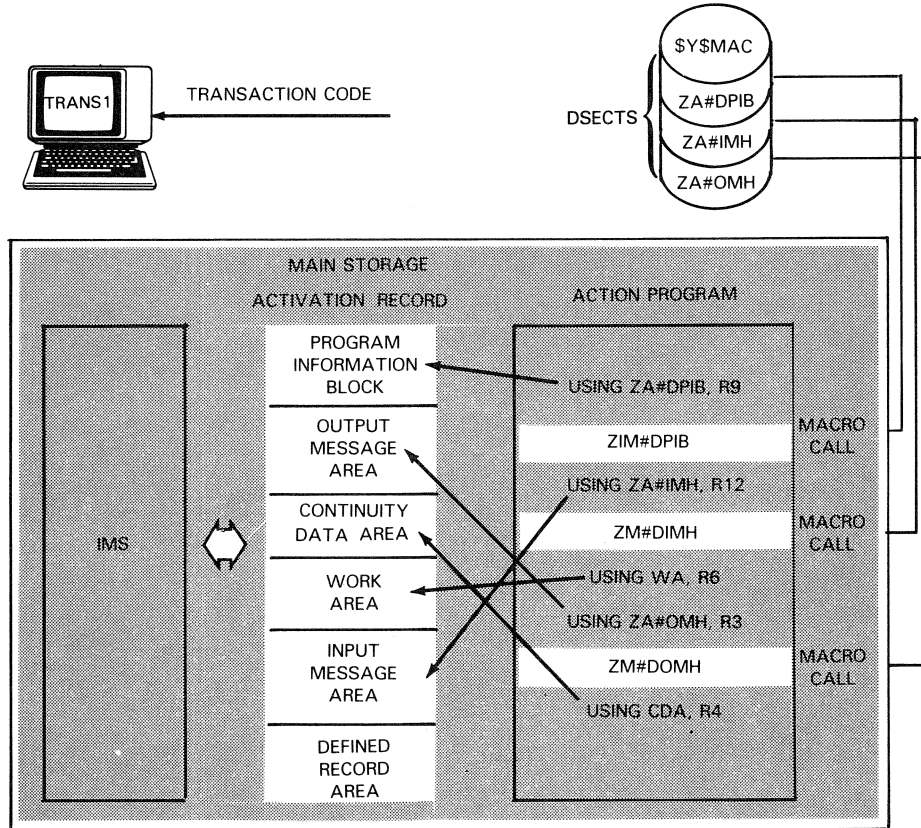 $Y$MAC
TRANS1
TRANSACTION CODE
DSECTS
ZA#DPIB
ZA#IMH
ZA#OMH
MAIN STORAGE
ACTIVATION RECORD
ACTION PROGRAM
IMS
PROGRAM
INFORMATION
BLOCK
OUTPUT
MESSAGE
AREA
CONTINUITY
DATA AREA
WORK
AREA
INPUT
MESSAGE
AREA
DEFINED
RECORD
AREA
USING ZA#DPIB, R9
ZIM#DPIB
MACRO
CALL
USING ZA#IMH, R12
ZM#DIMH
MACRO
CALL
USING WA, R6
USING ZA#OMH, R3
ZM#DOMH
MACRO
CALL
USING CDA, R4